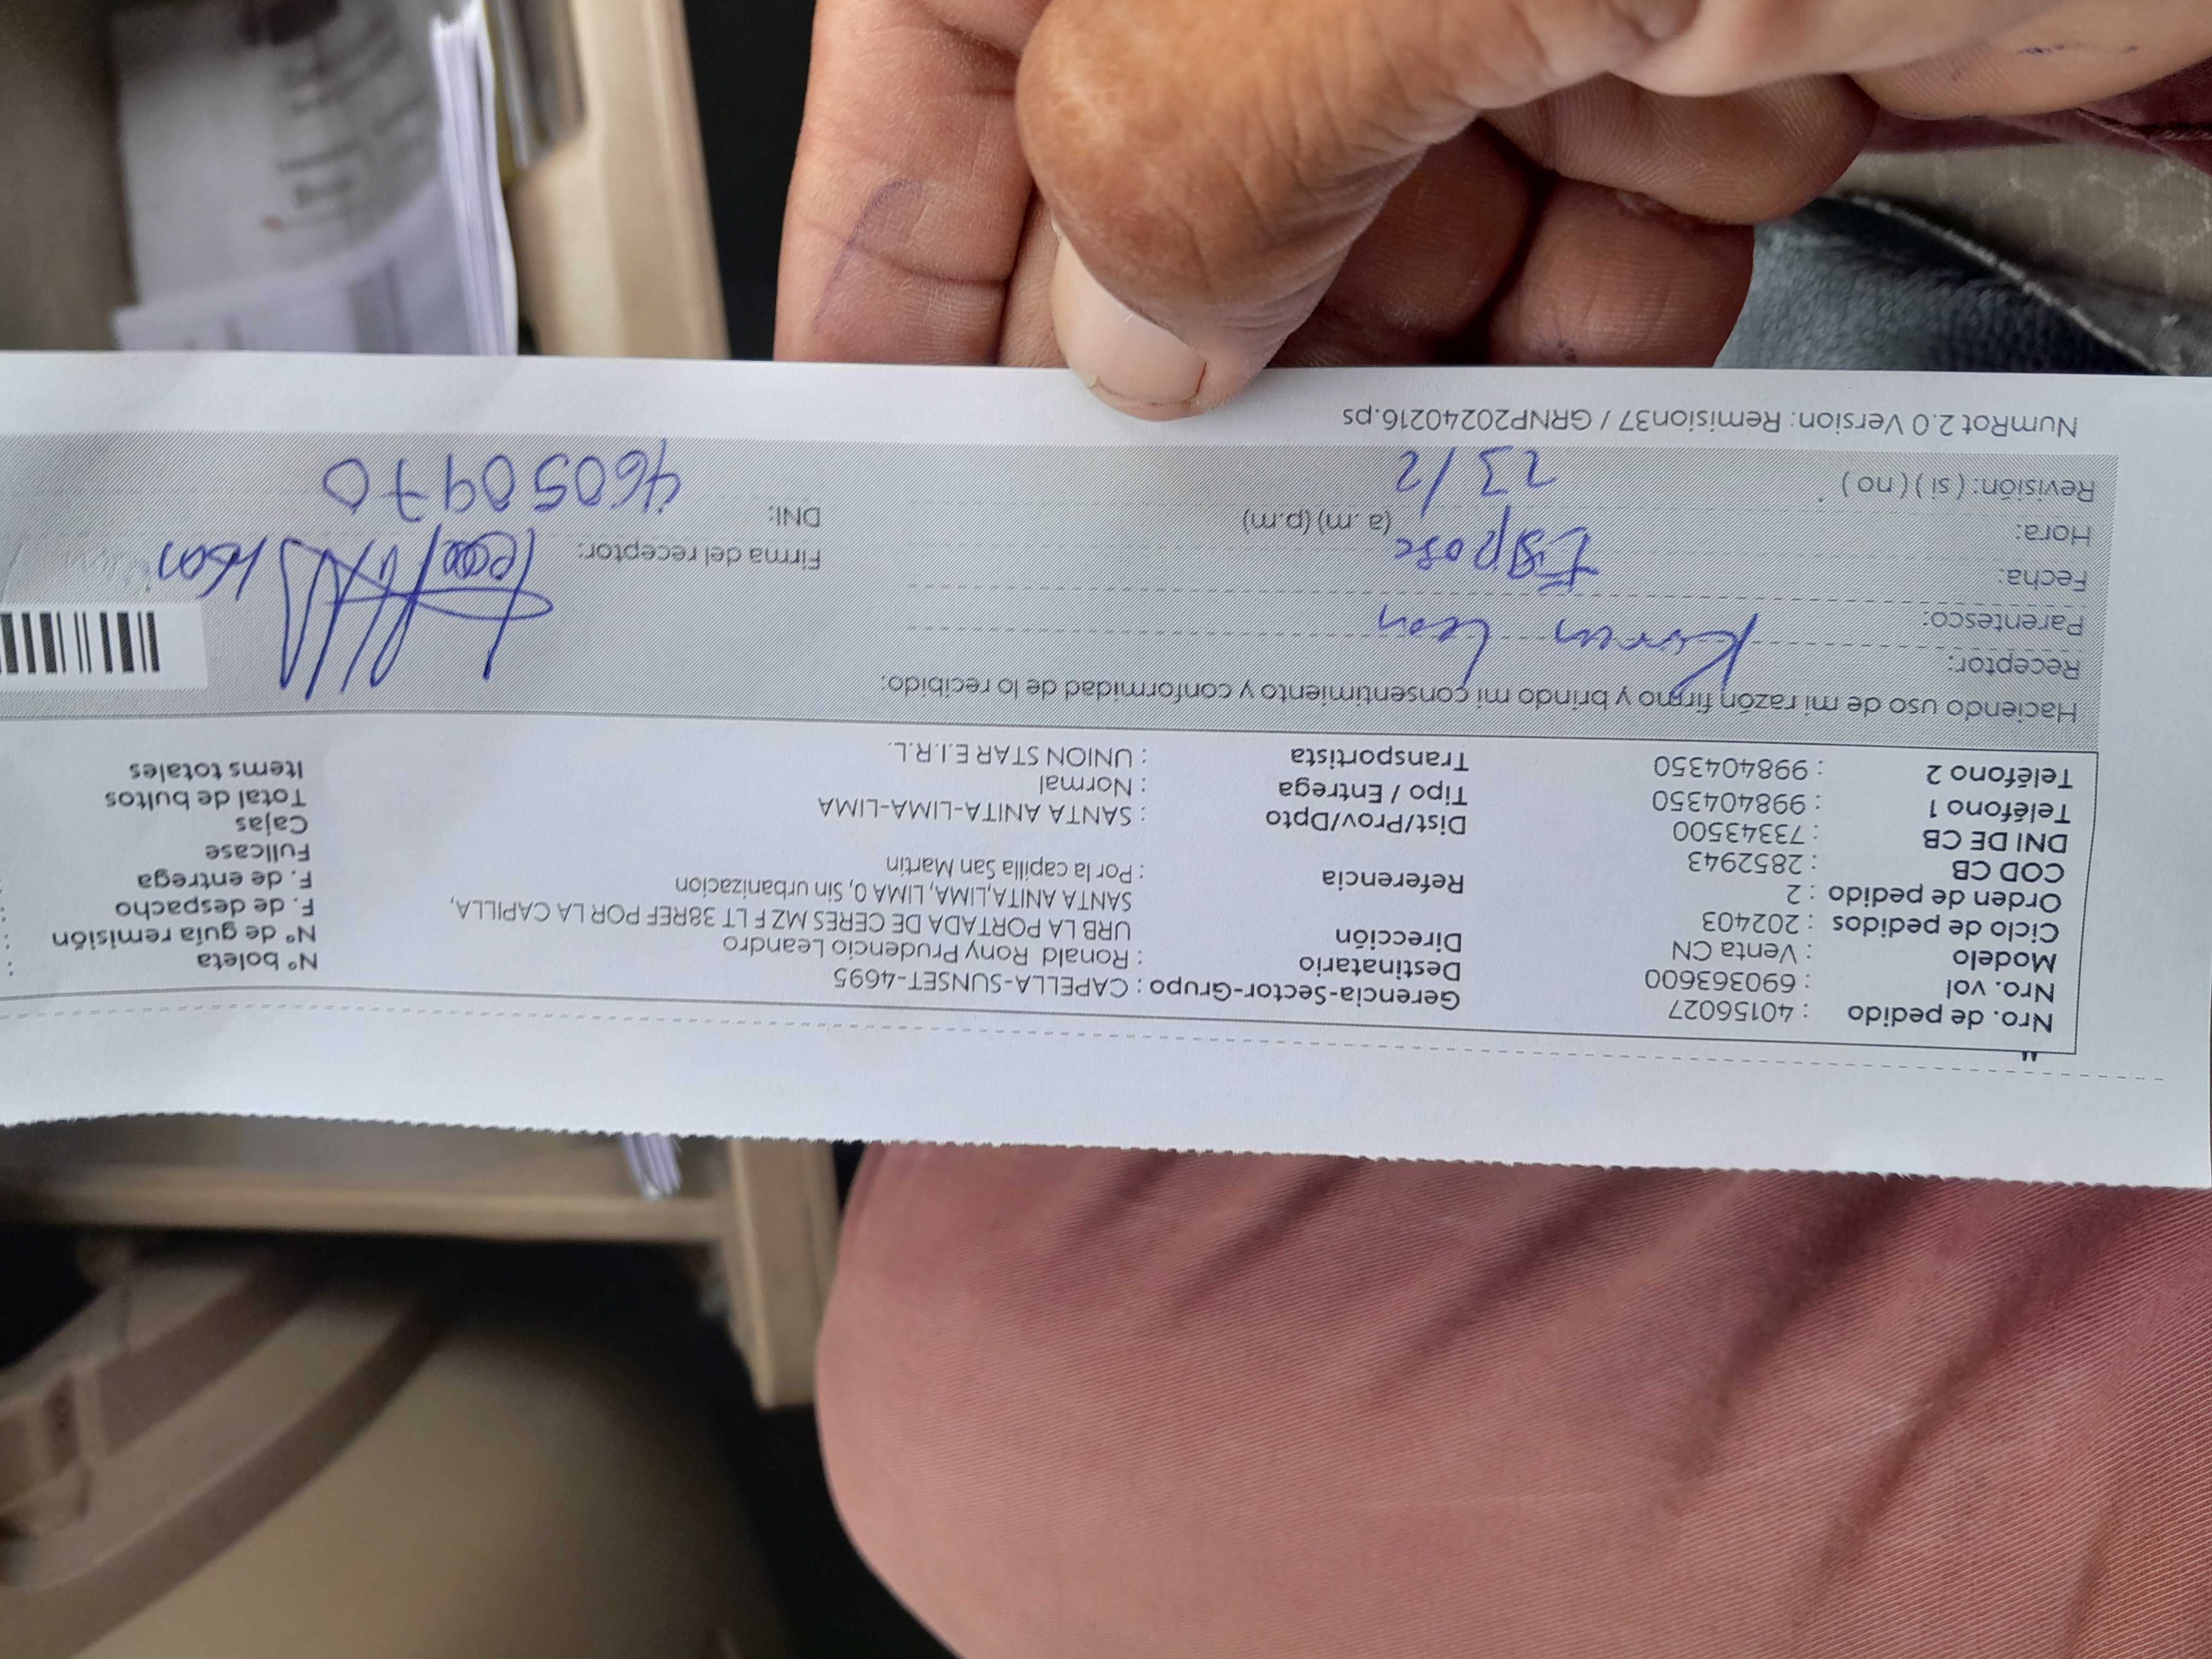 Nro. de pedido : 40156027
Nro. vol : 690363600
Modelo : Venta CN
Ciclo de pedidos : 202403
Orden de pedido : 2
COD CB : 2852943
DNI DE CB : 73343500
Teléfono 1 : 998404350
Teléfono 2 : 998404350
Gerencia-Sector-Grupo : CAPELLA-SUNSET-4695
Destinatario : Ronald Rony Prudencio Leandro
Dirección URB LA PORTADA DE CERES MZ F LT 38REF POR LA CAPILLA,
SANTA ANITA,LIMA, LIMA 0, Sin urbanizacion
Referencia : Por la capilla San Martin
Dist/Prov/Dpto : SANTA ANITA-LIMA-LIMA
Tipo / Entrega : Normal
Transportista : UNION STAR E.I.R.L.
N° boleta :
N° de guía remisión :
F. de despacho :
F. de entrega :
Fullcase
Cajas
Total de bultos
Items totales
Haciendo uso de mi razón firmo y brindo mi consentimiento y conformidad de lo recibido:
Receptor: Karen Leon
Parentesco: Esposa
Fecha:
Hora: (a.m) (p.m)
23/2
Revisión: ( si ) ( no )
Firma del receptor: Leon
DNI: 46050970
NumRot 2.0 Version: Remision37 / GRNP20240216.ps